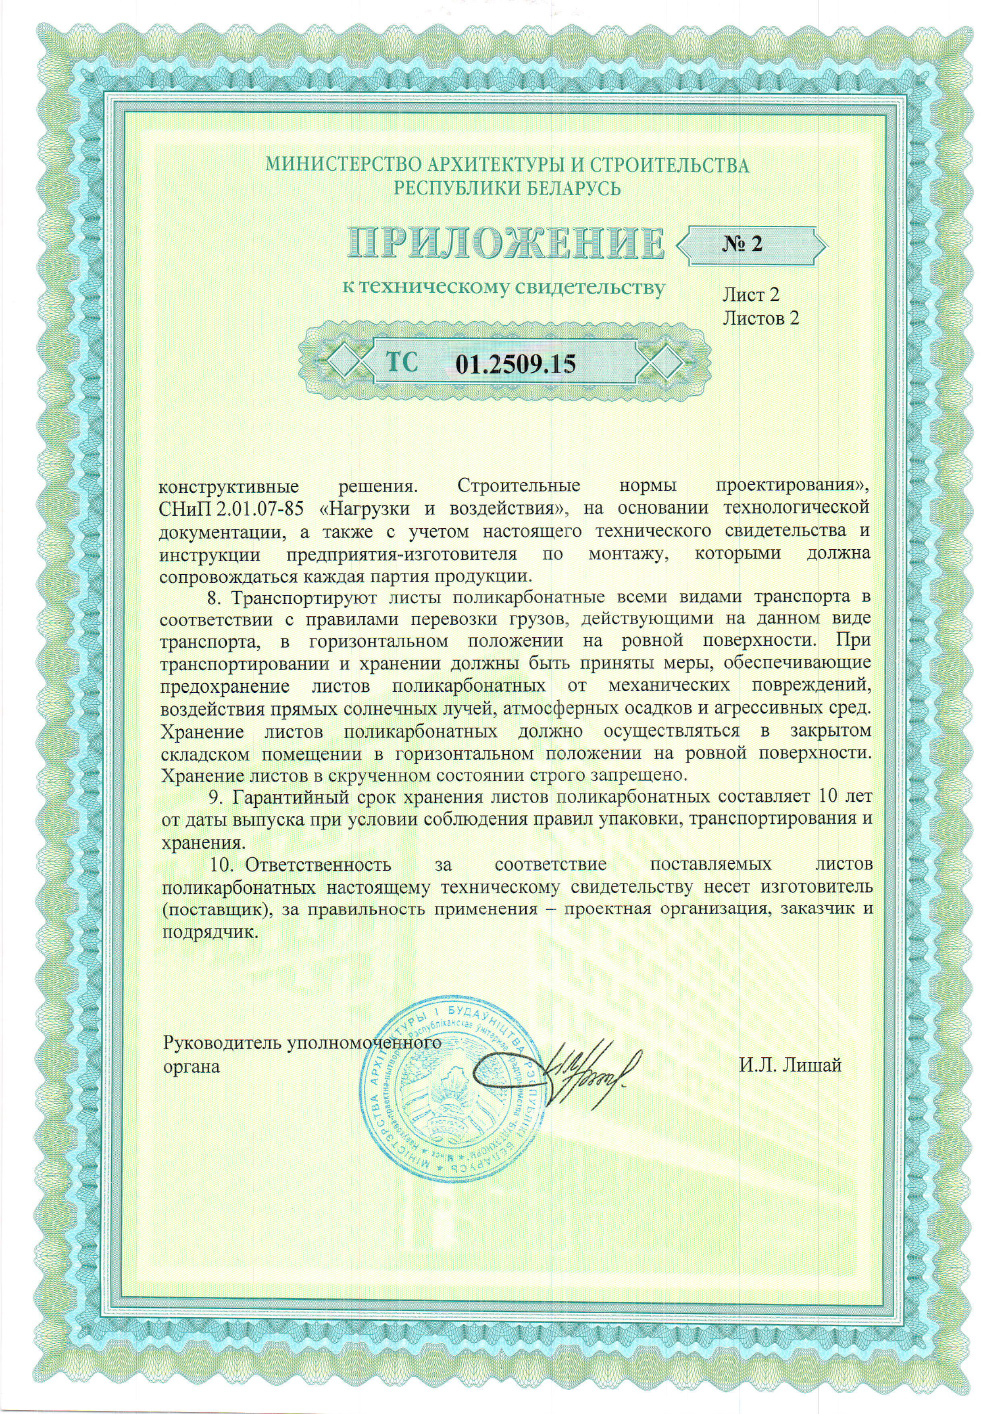 МИНИСТЕРСТВО АРХИТЕКТУРЫ И СТРОИТЕЛЬСТВА
РЕСПУБЛИКИ БЕЛАРУСЬ
ПРИЛОЖЕНИЕ № 2
к техническому свидетельству
Лист 2
Листов 2
ТС 01.2509.15
конструктивные решения. Строительные нормы проектирования»,
СНиП 2.01.07-85 «Нагрузки и воздействия», на основании технологической
документации, а также с учетом настоящего технического свидетельства и
инструкции предприятия-изготовителя по монтажу, которыми должна
сопровождаться каждая партия продукции.
8. Транспортируют листы поликарбонатные всеми видами транспорта в
соответствии с правилами перевозки грузов, действующими на данном виде
транспорта, в горизонтальном положении на ровной поверхности. При
транспортировании и хранении должны быть приняты меры, обеспечивающие
предохранение листов поликарбонатных от механических повреждений,
воздействия прямых солнечных лучей, атмосферных осадков и агрессивных сред.
Хранение листов поликарбонатных должно осуществляться в закрытом
складском помещении в горизонтальном положении на ровной поверхности.
Хранение листов в скрученном состоянии строго запрещено.
9. Гарантийный срок хранения листов поликарбонатных составляет 10 лет
от даты выпуска при условии соблюдения правил упаковки, транспортирования и
хранения.
10. Ответственность за соответствие поставляемых листов
поликарбонатных настоящему техническому свидетельству несет изготовитель
(поставщик), за правильность применения – проектная организация, заказчик и
подрядчик.
Руководитель уполномоченного
органа
И.Л. Лишай
МІНІСТЭРСТВА АРХІТЭКТУРЫ І БУДАЎНІЦТВА РЭСПУБЛІКІ БЕЛАРУСЬ